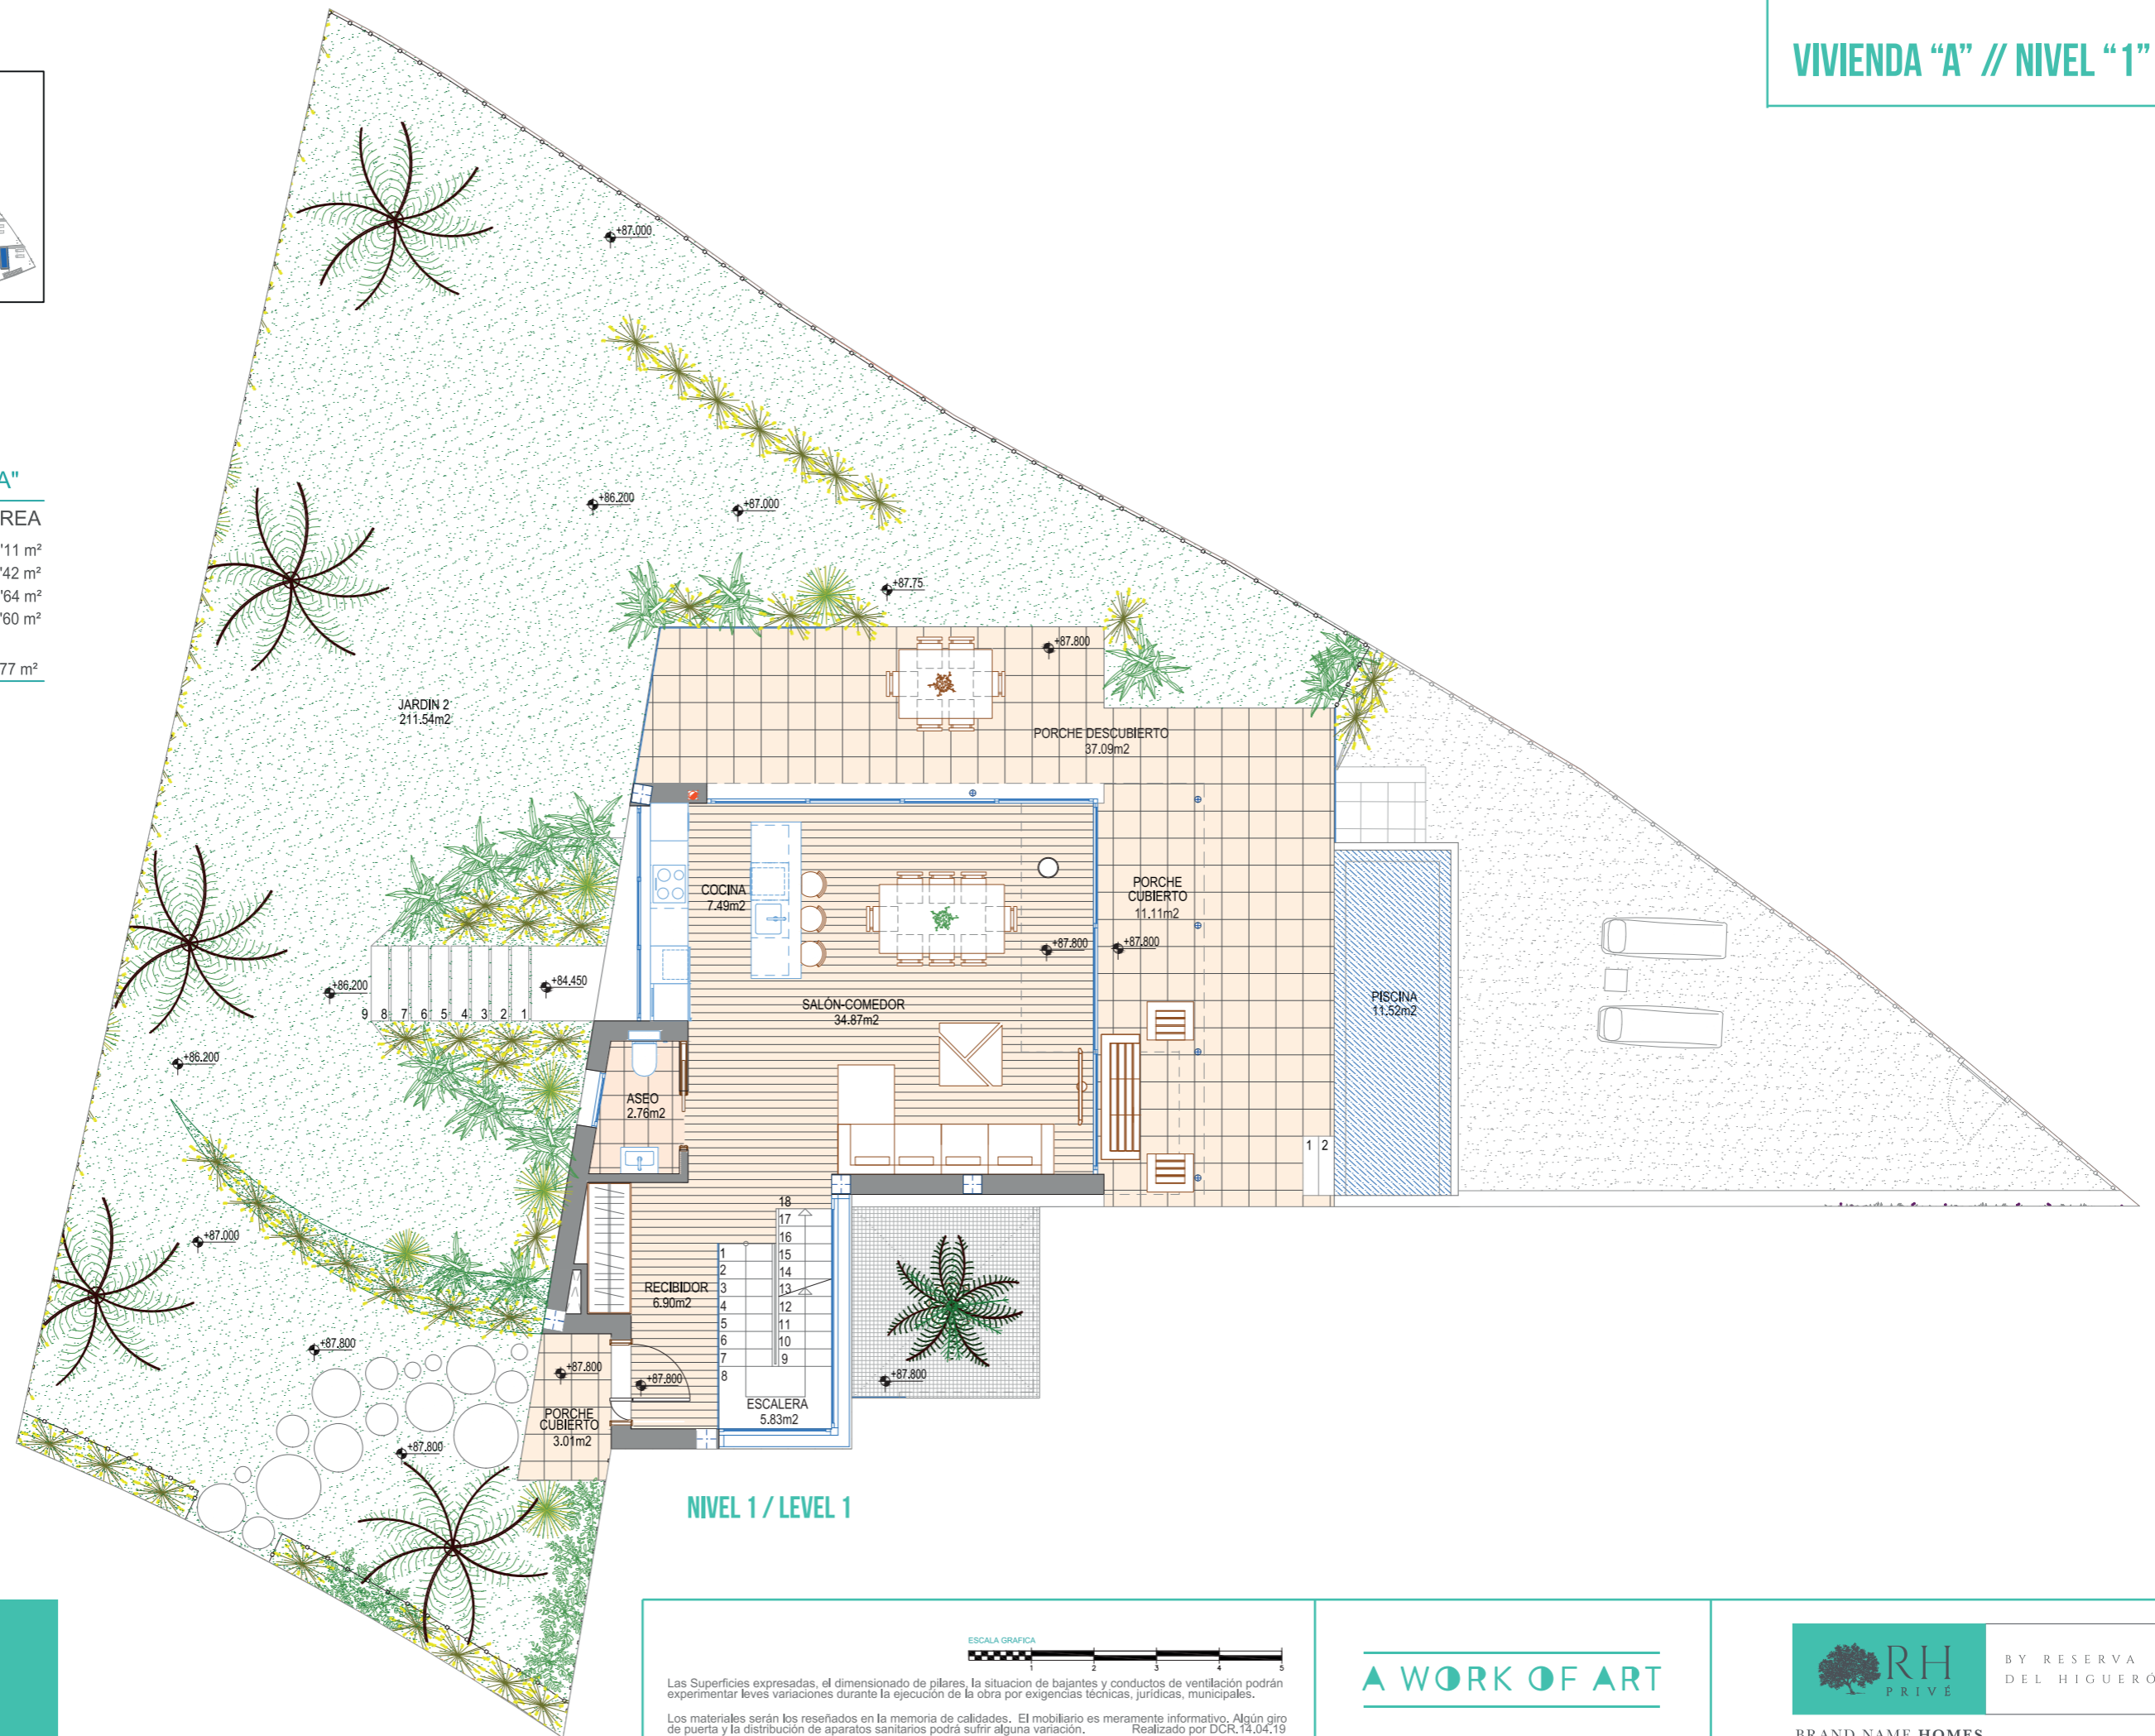 VIVIENDA “A” // NIVEL “1”
A"
REA
'11 m²
'42 m²
'64 m²
'60 m²
77 m²
+87.000
+86.200
+87.000
+87.75
+87.800
JARDIN 2
211.54m2
PORCHE DESCUBIERTO
37.09m2
COCINA
7.49m2
PORCHE
CUBIERTO
11.11m2
+87.800
+87.800
+86.200
+84.450
9 8 7 6 5 4 3 2 1
SALÓN-COMEDOR
34.87m2
PISCINA
11.52m2
+86.200
ASEO
2.76m2
1 2
+87.000
18
17
16
15
14
13
12
11
10
9
1
2
3
4
5
6
7
8
RECIBIDOR
6.90m2
+87.800
+87.800
+87.800
+87.800
ESCALERA
5.83m2
PORCHE
CUBIERTO
3.01m2
+87.800
NIVEL 1 / LEVEL 1
ESCALA GRAFICA
1 2 3 4 5
Las Superficies expresadas, el dimensionado de pilares, la situacion de bajantes y conductos de ventilación podrán
experimentar leves variaciones durante la ejecución de la obra por exigencias técnicas, jurídicas, municipales.
Los materiales serán los reseñados en la memoria de calidades. El mobiliario es meramente informativo. Algún giro
de puerta y la distribución de aparatos sanitarios podrá sufrir alguna variación. Realizado por DCR.14.04.19
A WORK OF ART
RH
PRIVÉ
BY RESERVA
DEL HIGUERÓ
BRAND NAME HOMES